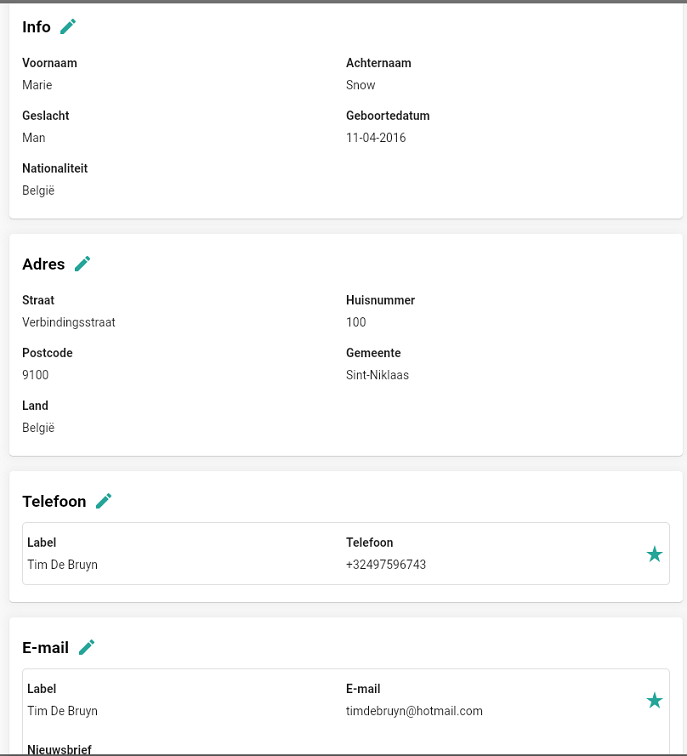 Info
Voornaam Achternaam
Marie Snow
Geslacht Geboortedatum
Man 11-04-2016
Nationaliteit
België
Adres
Straat Huisnummer
Verbindingsstraat 100
Postcode Gemeente
9100 Sint-Niklaas
Land
België
Telefoon
Label Telefoon
Tim De Bruyn +32497596743
E-mail
Label E-mail
Tim De Bruyn timdebruyn@hotmail.com
Nieuwsbrief